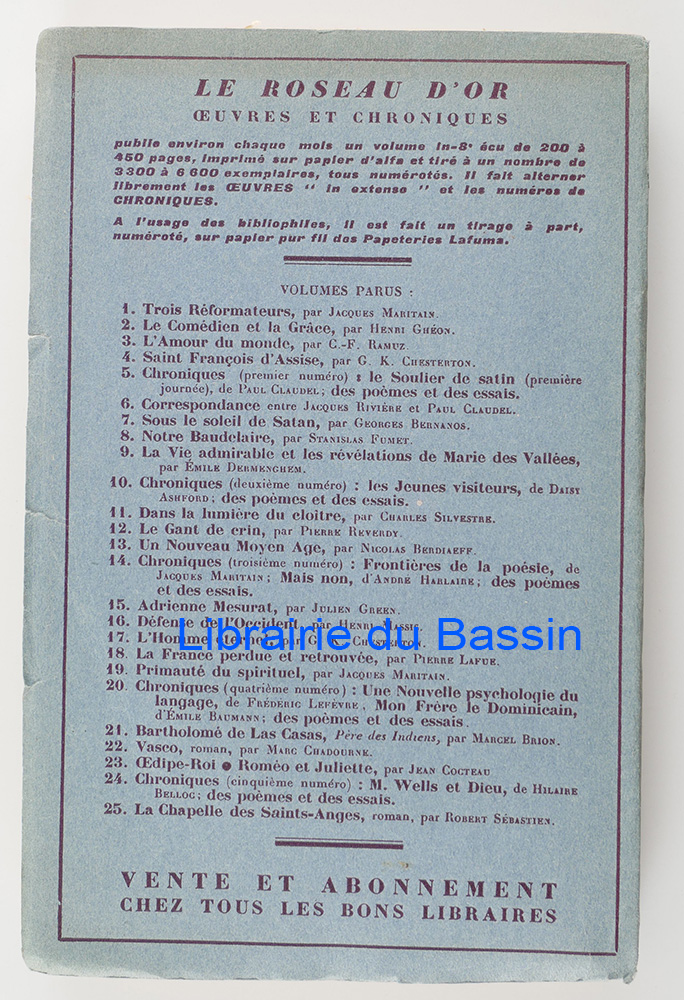 LE ROSEAU D'OR
ŒUVRES ET CHRONIQUES
publie environ chaque mois un volume in-8° écu de 200 à
450 pages, imprimé sur papier d'alfa et tiré à un nombre de
3300 à 6600 exemplaires, tous numérotés. Il fait alterner
librement les ŒUVRES " in extenso " et les numéros de
CHRONIQUES.
A l'usage des bibliophiles, il est fait un tirage à part,
numéroté, sur papier pur fil des Papeteries Lafuma.
VOLUMES PARUS :
1. Trois Réformateurs, par JACQUES MARITAIN.
2. Le Comédien et la Grâce, par HENRI GHÉON.
3. L'Amour du monde, par C.-F. RAMUZ.
4. Saint François d'Assise, par G. K. CHESTERTON.
5. Chroniques (premier numéro) : le Soulier de satin (première
journée), de PAUL CLAUDEL; des poèmes et des essais.
6. Correspondance entre JACQUES RIVIÈRE et PAUL CLAUDEL.
7. Sous le soleil de Satan, par GEORGES BERNANOS.
8. Notre Baudelaire, par STANISLAS FUMET.
9. La Vie admirable et les révélations de Marie des Vallées,
par ÉMILE DERMENGHEM.
10. Chroniques (deuxième numéro) : les Jeunes visiteurs, de DAISY
ASHFORD; des poèmes et des essais.
11. Dans la lumière du cloitre, par CHARLES SILVESTRE.
12. Le Gant de crin, par PIERRE REVERDY.
13. Un Nouveau Moyen Age, par NICOLAS BERDIAEFF.
14. Chroniques (troisième numéro) : Frontières de la poésie, de
JACQUES MARITAIN; Mais non, d'ANDRÉ HARLAIRE; des poèmes
et des essais.
15. Adrienne Mesurat, par JULIEN GREEN.
16. Défense de l'Occident, par HENRI MASSIS.
Librairie du Bassin
17. L'Homme éternel, par G. K. CHESTERTON.
18. La France perdue et retrouvée, par PIERRE LAFUE.
19. Primauté du spirituel, par JACQUES MARITAIN.
20. Chroniques (quatrième numéro) : Une Nouvelle psychologie du
langage, de FRÉDÉRIC LEFÈVRE, Mon Frère le Dominicain,
d'ÉMILE BAUMANN; des poèmes et des essais.
21. Bartholomé de Las Casas, Père des Indiens, par MARCEL BRION.
22. Vasco, roman, par MARC CHADOURNE.
23. Œdipe-Roi ● Roméo et Juliette, par JEAN COCTEAU
24. Chroniques (cinquième numéro) : M. Wells et Dieu, de HILAIRE
BELLOC; des poèmes et des essais.
25. La Chapelle des Saints-Anges, roman, par ROBERT SÉBASTIEN.
VENTE ET ABONNEMENT
CHEZ TOUS LES BONS LIBRAIRES